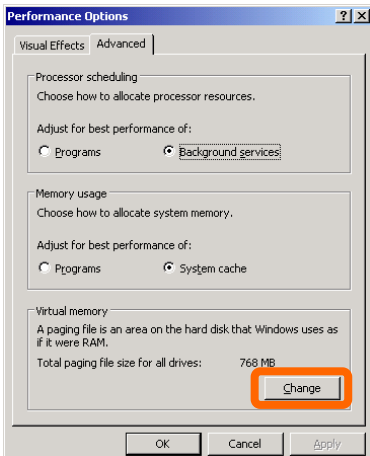 Performance Options
Visual Effects Advanced
Processor scheduling
Choose how to allocate processor resources.
Adjust for best performance of:
Programs Background services
Memory usage
Choose how to allocate system memory.
Adjust for best performance of:
Programs System cache
Virtual memory
A paging file is an area on the hard disk that Windows uses as
if it were RAM.
Total paging file size for all drives: 768 MB
Change
OK Cancel Apply